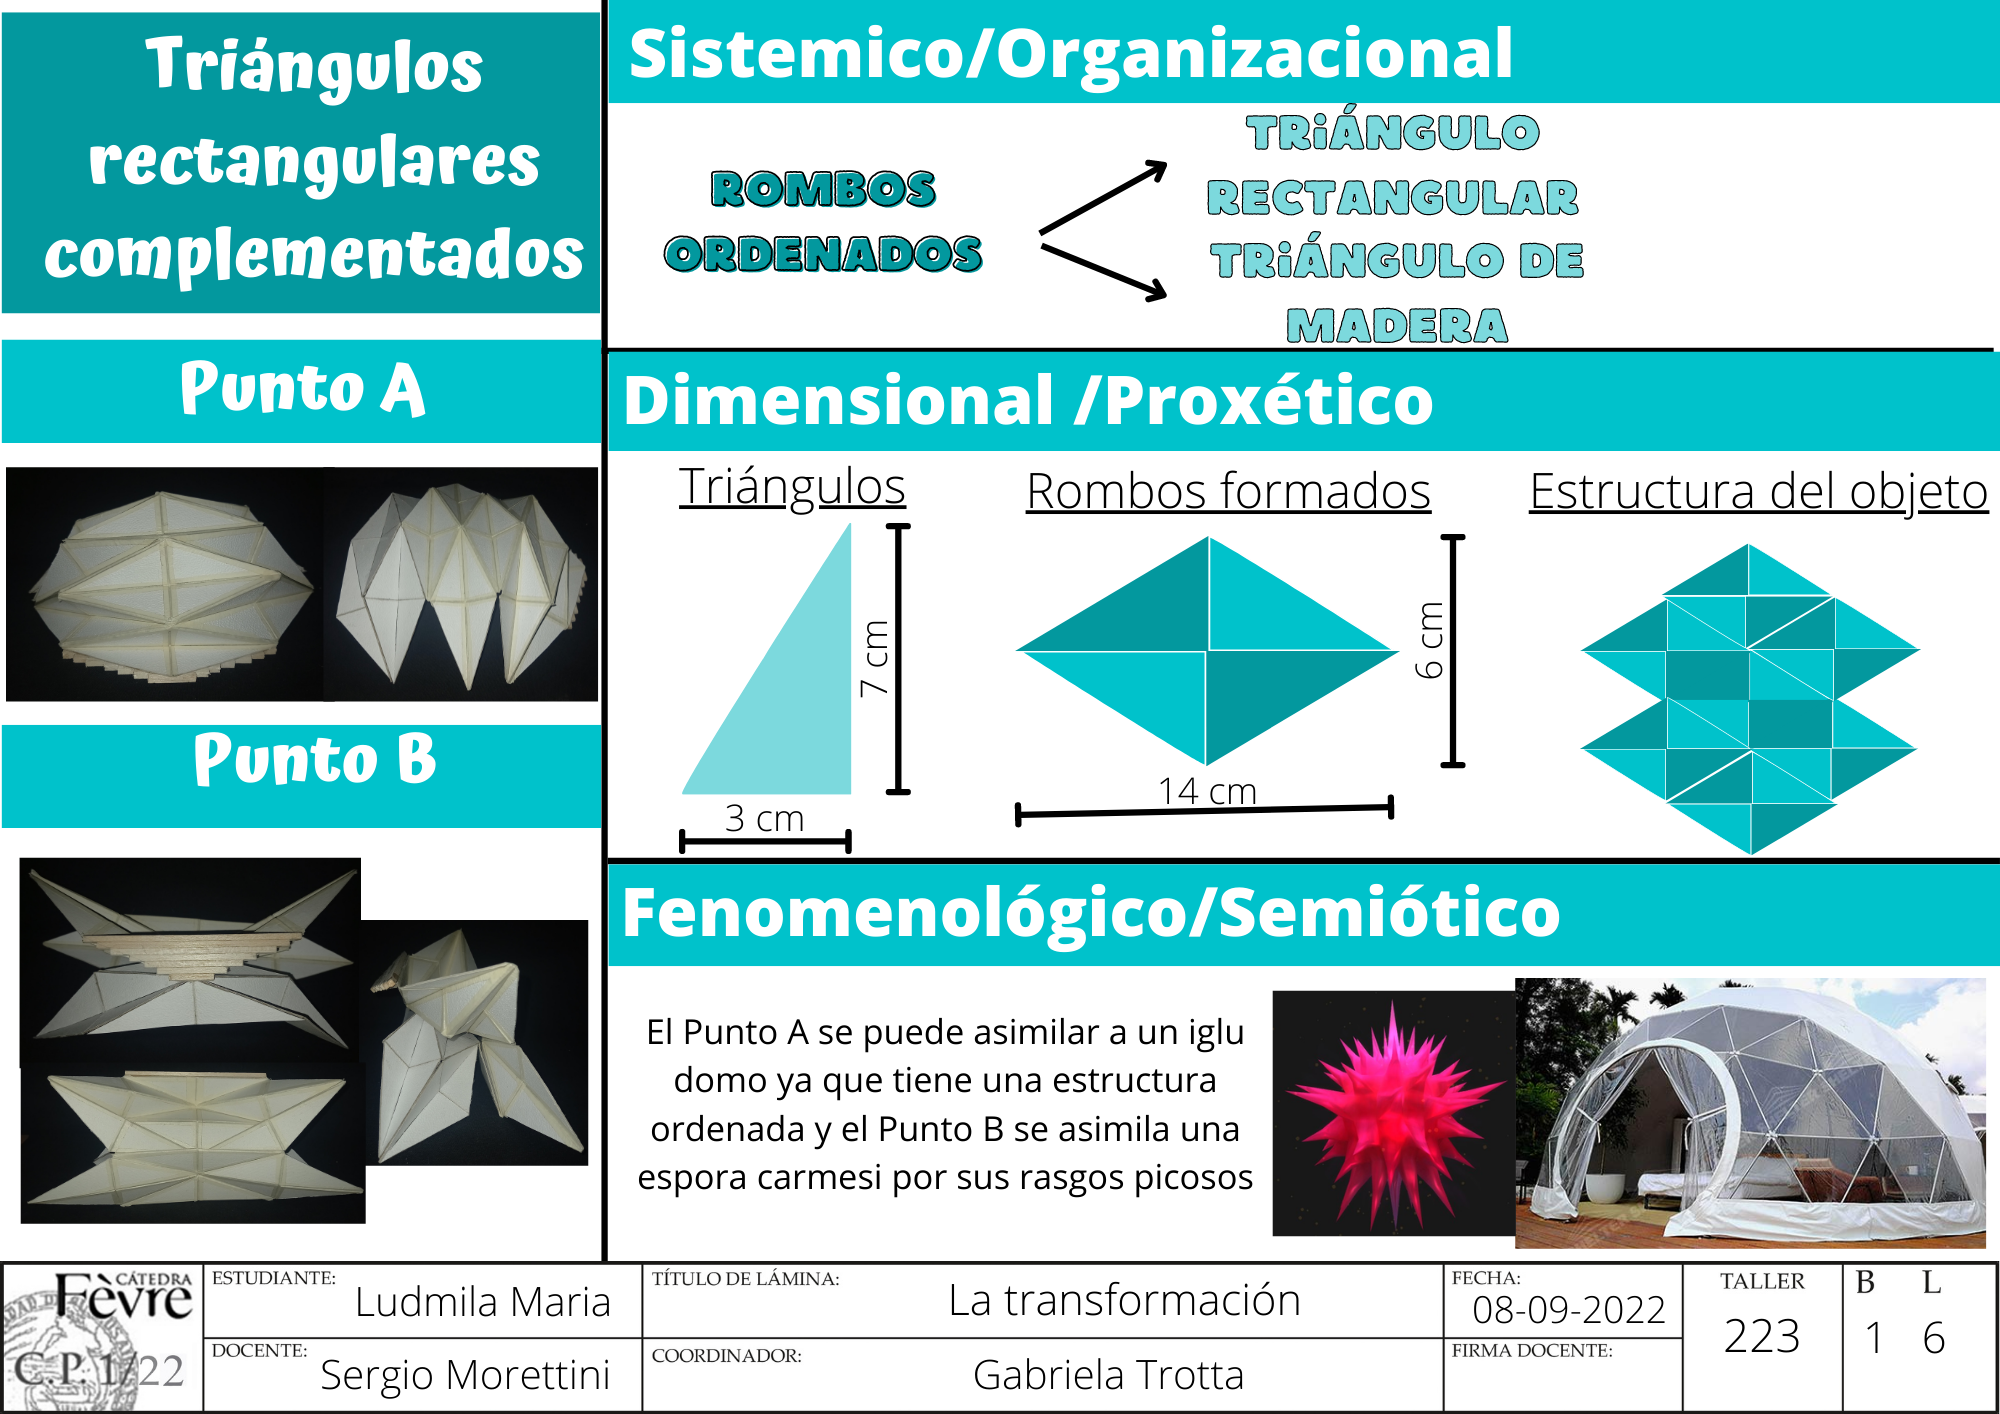 Triángulos
rectangulares
complementados
Punto A
Punto B
Sistemico/Organizacional
ROMBOS
ORDENADOS
TRiÁNGULO
RECTANGULAR
TRiÁNGULO DE
MADERA
Dimensional /Proxético
Triángulos
7 cm
3 cm
Rombos formados
6 cm
14 cm
Estructura del objeto
Fenomenológico/Semiótico
El Punto A se puede asimilar a un iglu
domo ya que tiene una estructura
ordenada y el Punto B se asimila una
espora carmesi por sus rasgos picosos
CÁTEDRA
Fèvre
C.P. 1/22
ESTUDIANTE: Ludmila Maria
DOCENTE: Sergio Morettini
TÍTULO DE LÁMINA: La transformación
COORDINADOR: Gabriela Trotta
FECHA:
08-09-2022
FIRMA DOCENTE:
TALLER
223
B L
1 6